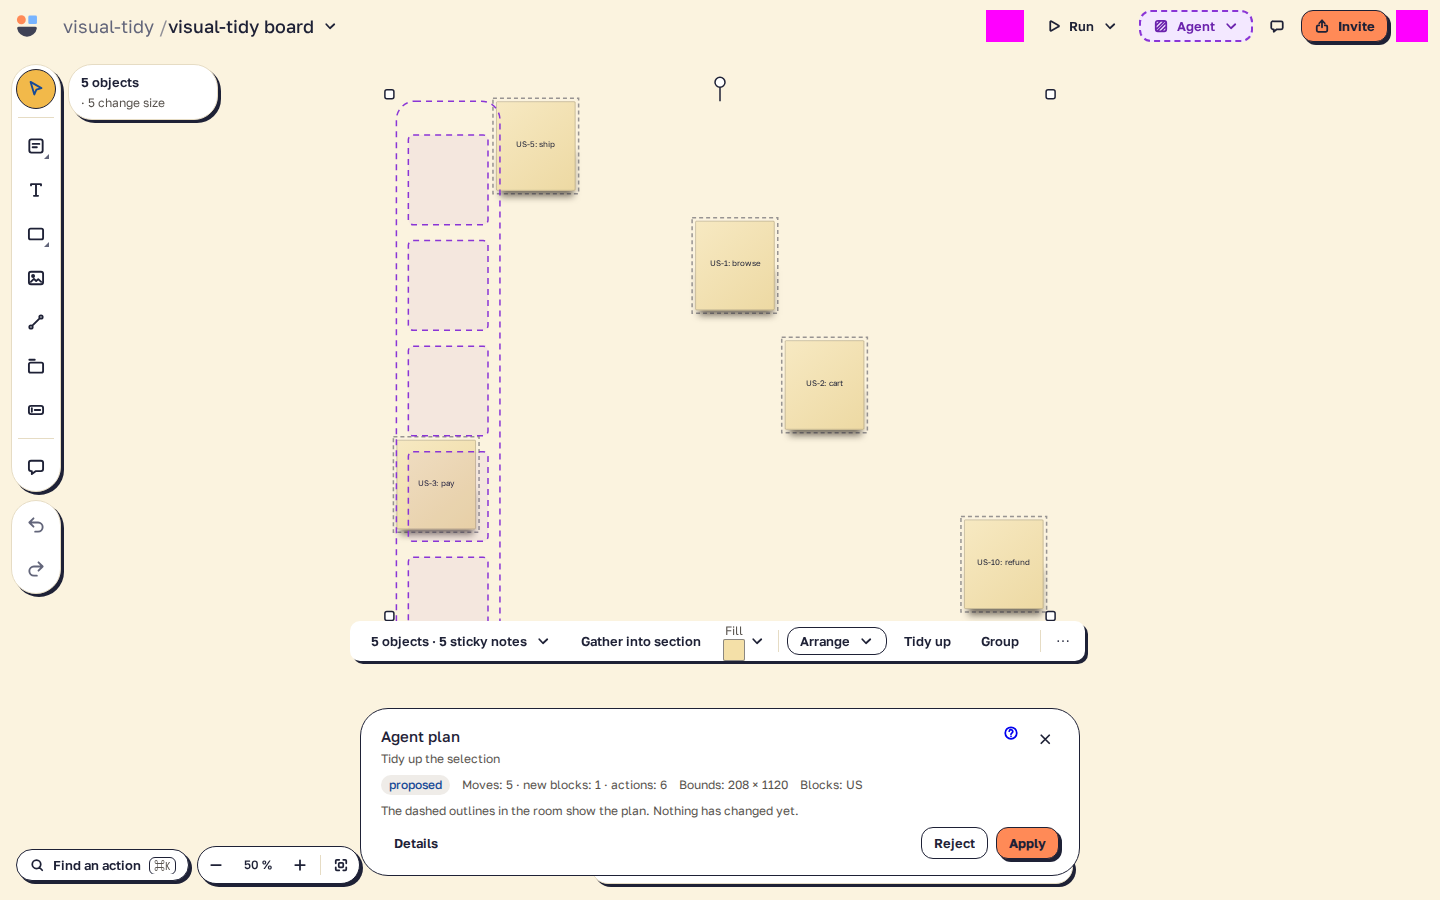 visual-tidy / visual-tidy board
Run
Agent
Invite
5 objects
· 5 change size
US-5: ship
US-1: browse
US-2: cart
US-3: pay
US-10: refund
5 objects · 5 sticky notes
Gather into section
Fill
Arrange
Tidy up
Group
Agent plan
Tidy up the selection
proposed
Moves: 5 · new blocks: 1 · actions: 6
Bounds: 208 × 1120
Blocks: US
The dashed outlines in the room show the plan. Nothing has changed yet.
Details
Reject
Apply
Find an action
⌘K
50 %